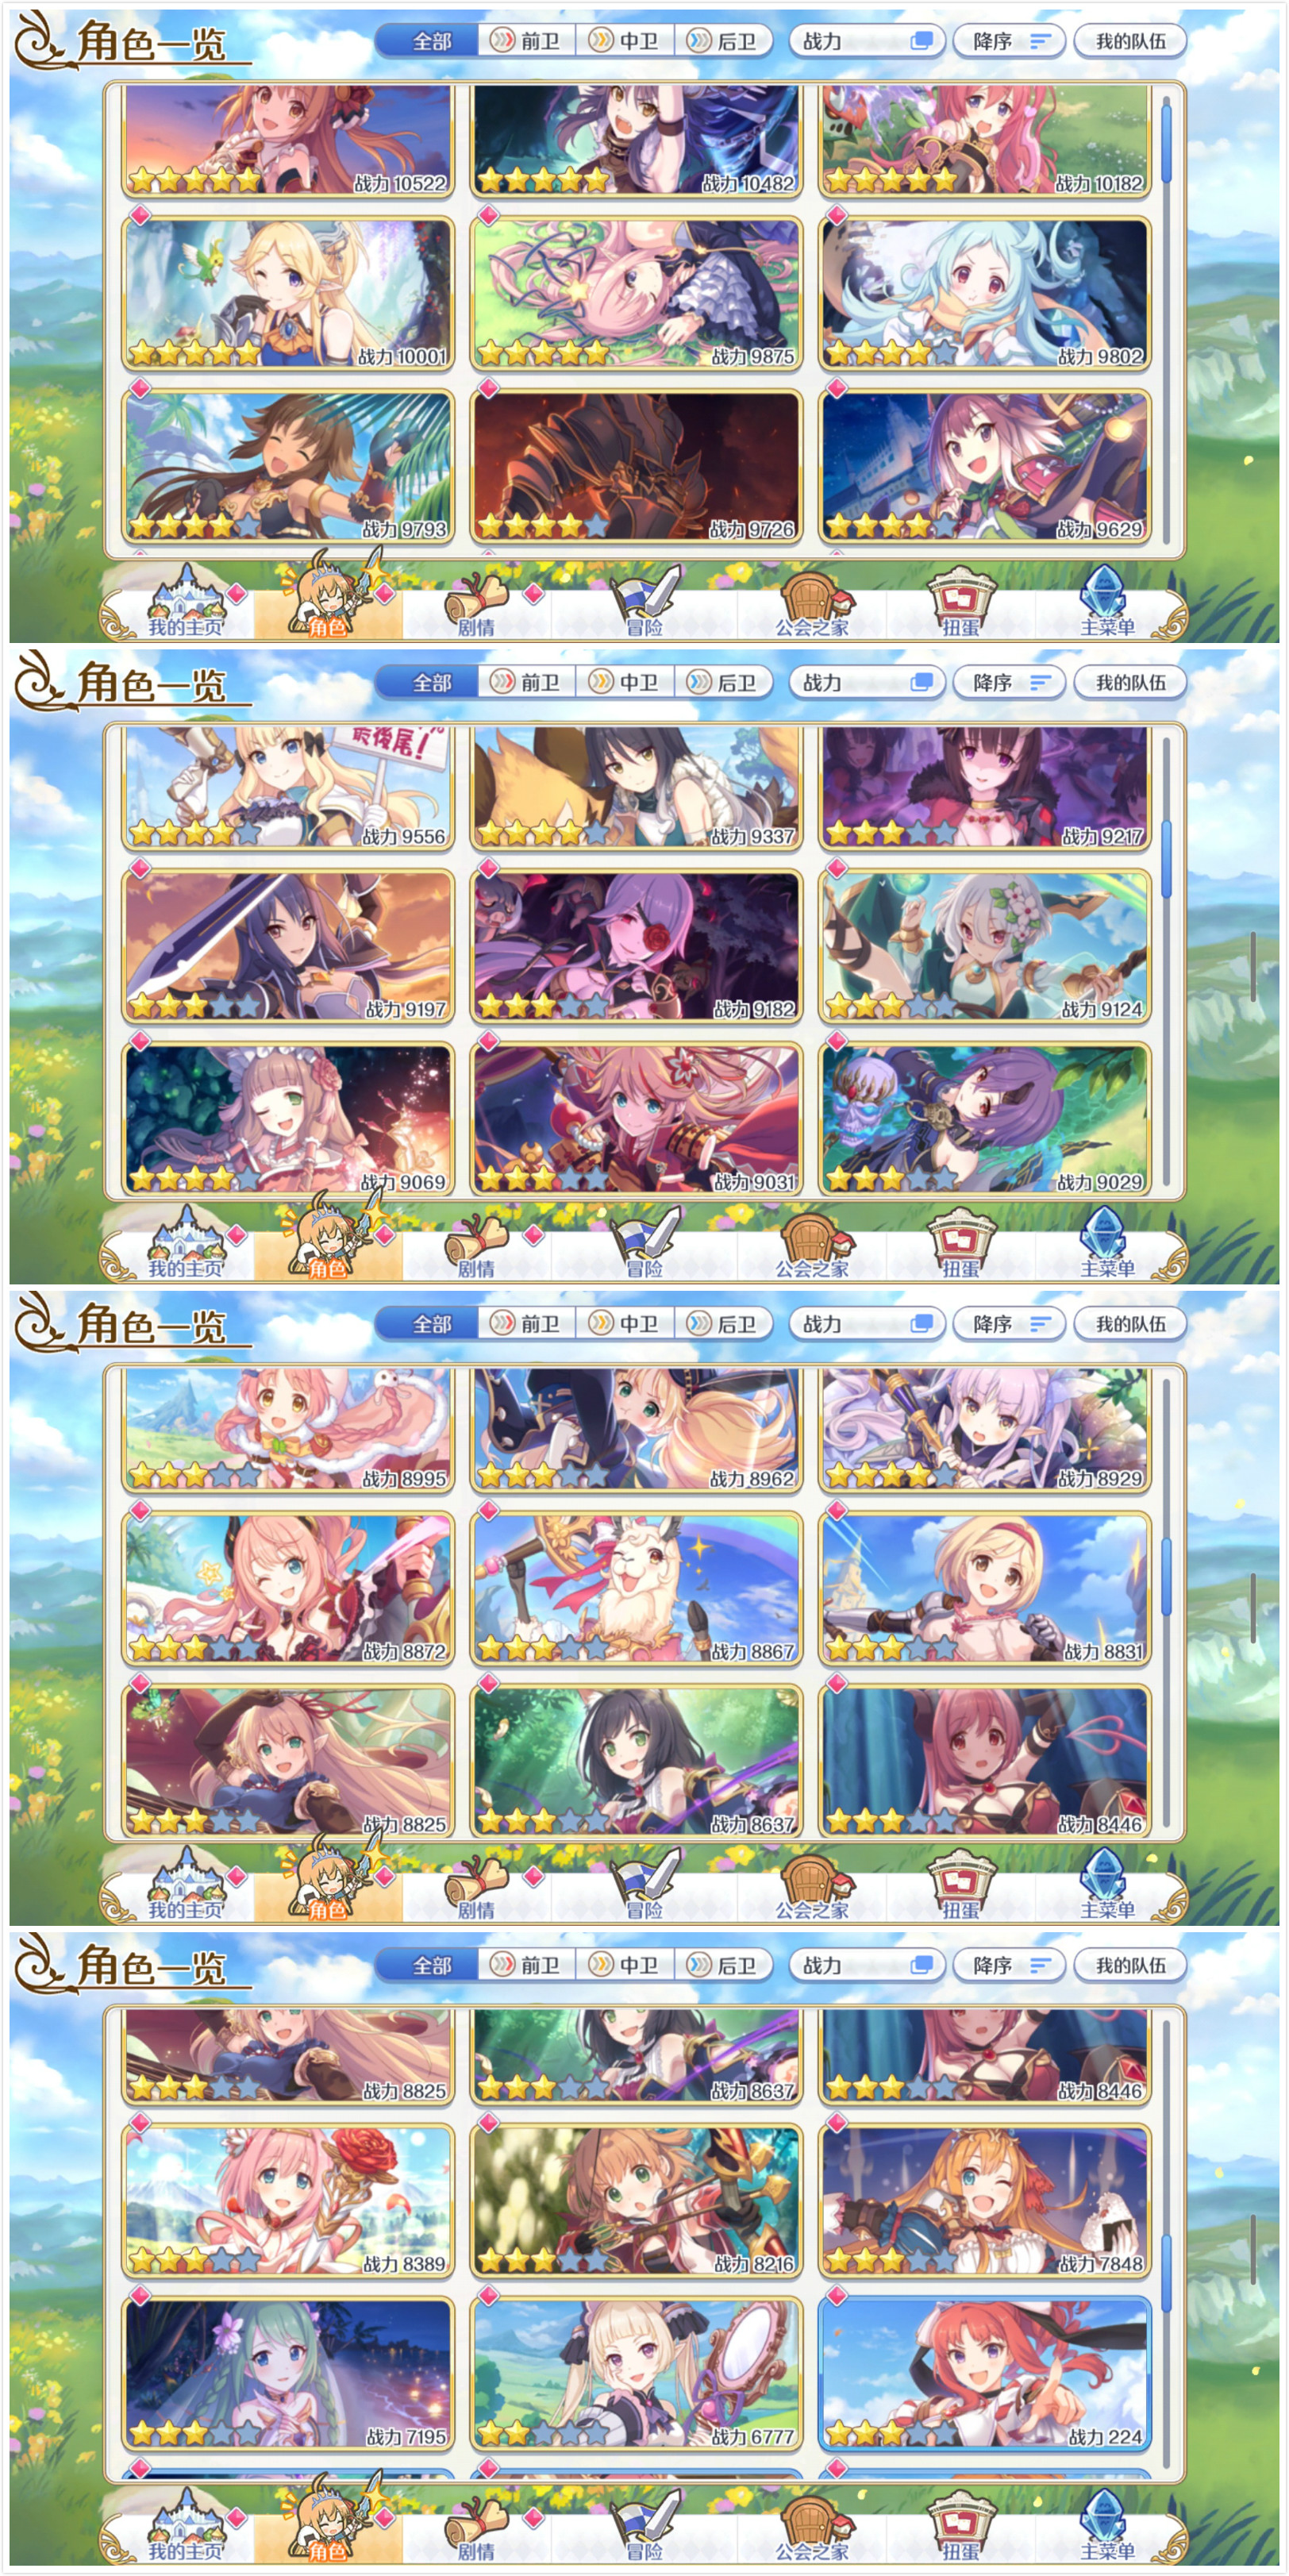 角色一览
全部 前卫 中卫 后卫 战力 降序 我的队伍
战力 10522 战力 10482 战力 10182
战力 10001 战力 9875 战力 9802
战力 9793 战力 9726 战力 9629
我的主页 角色 剧情 冒险 公会之家 扭蛋 主菜单
角色一览
全部 前卫 中卫 后卫 战力 降序 我的队伍
最後尾!
战力 9556 战力 9337 战力 9217
战力 9197 战力 9182 战力 9124
战力 9069 战力 9031 战力 9029
我的主页 角色 剧情 冒险 公会之家 扭蛋 主菜单
角色一览
全部 前卫 中卫 后卫 战力 降序 我的队伍
战力 8995 战力 8962 战力 8929
战力 8872 战力 8867 战力 8831
战力 8825 战力 8637 战力 8446
我的主页 角色 剧情 冒险 公会之家 扭蛋 主菜单
角色一览
全部 前卫 中卫 后卫 战力 降序 我的队伍
战力 8825 战力 8637 战力 8446
战力 8389 战力 8216 战力 7848
战力 7195 战力 6777 战力 224
我的主页 角色 剧情 冒险 公会之家 扭蛋 主菜单